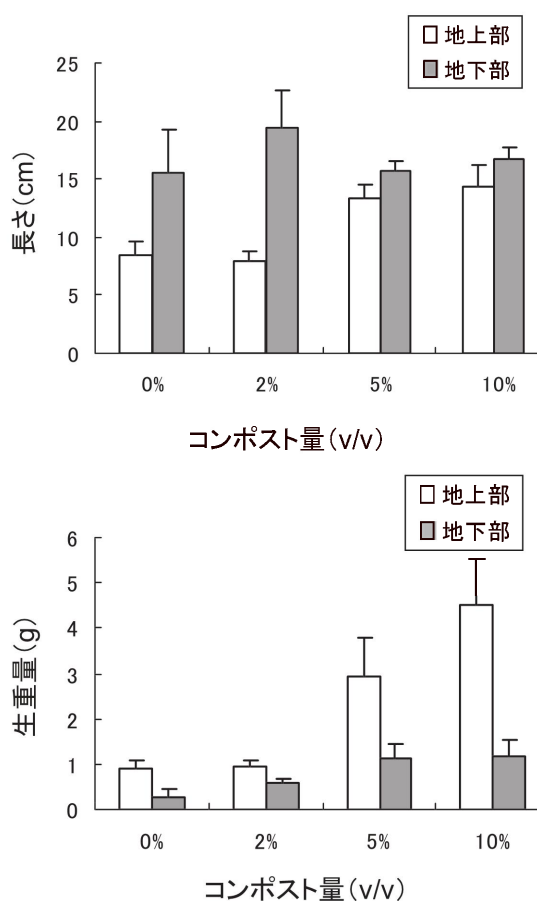 地上部
地下部
25
20
15
10
5
0
長さ(cm)
0% 2% 5% 10%
コンポスト量(v/v)
地上部
地下部
6
5
4
3
2
1
0
生重量(g)
0% 2% 5% 10%
コンポスト量(v/v)